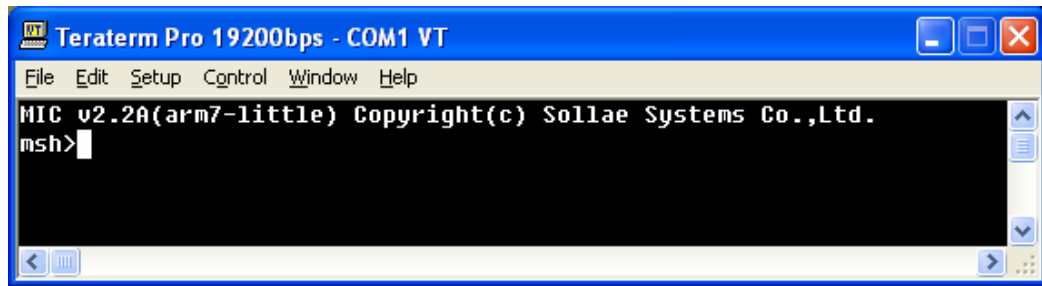 Teraterm Pro 19200bps - COM1 VT
File Edit Setup Control Window Help
MIC v2.2A(arm7-little) Copyright(c) Sollae Systems Co.,Ltd.
msh>